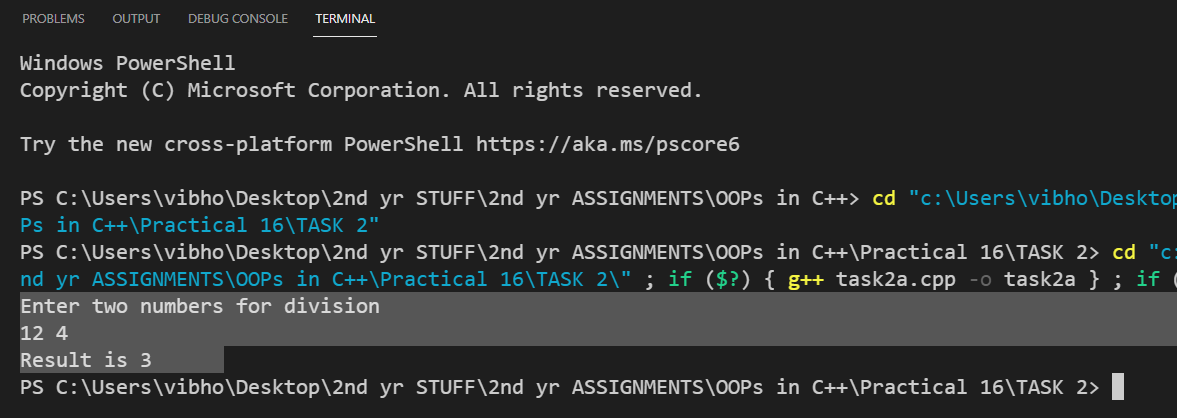 PROBLEMS OUTPUT DEBUG CONSOLE TERMINAL
Windows PowerShell
Copyright (C) Microsoft Corporation. All rights reserved.
Try the new cross-platform PowerShell https://aka.ms/pscore6
PS C:\Users\vibho\Desktop\2nd yr STUFF\2nd yr ASSIGNMENTS\OOPs in C++> cd "c:\Users\vibho\Desktop
Ps in C++\Practical 16\TASK 2"
PS C:\Users\vibho\Desktop\2nd yr STUFF\2nd yr ASSIGNMENTS\OOPs in C++\Practical 16\TASK 2> cd "c:
nd yr ASSIGNMENTS\OOPs in C++\Practical 16\TASK 2\" ; if ($?) { g++ task2a.cpp -o task2a } ; if (
Enter two numbers for division
12 4
Result is 3
PS C:\Users\vibho\Desktop\2nd yr STUFF\2nd yr ASSIGNMENTS\OOPs in C++\Practical 16\TASK 2>